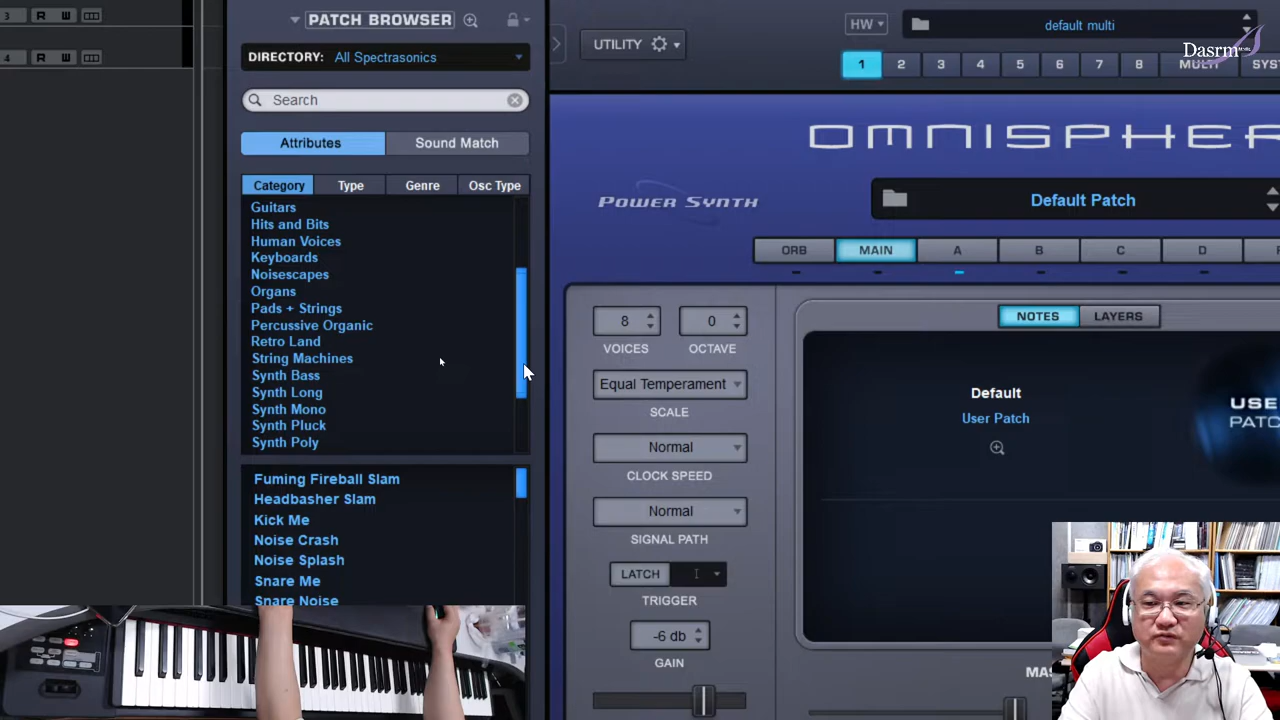 3 R W
4 R W
PATCH BROWSER
DIRECTORY: All Spectrasonics
Search
Attributes Sound Match
Category Type Genre Osc Type
Guitars
Hits and Bits
Human Voices
Keyboards
Noisescapes
Organs
Pads + Strings
Percussive Organic
Retro Land
String Machines
Synth Bass
Synth Long
Synth Mono
Synth Pluck
Synth Poly
Fuming Fireball Slam
Headbasher Slam
Kick Me
Noise Crash
Noise Splash
Snare Me
Snare Noise
UTILITY
HW
default multi
1 2 3 4 5 6 7 8 MULTI SYS
Dasrm
OMNISPHE
POWER SYNTH
Default Patch
ORB MAIN A B C D
8 0
VOICES OCTAVE
Equal Temperament
SCALE
Normal
CLOCK SPEED
Normal
SIGNAL PATH
LATCH
TRIGGER
-6 db
GAIN
NOTES LAYERS
Default
User Patch
USE
PATC
MAS